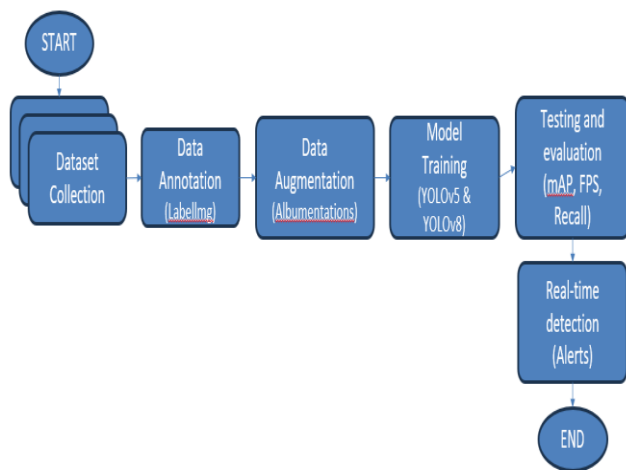 START
Dataset
Collection
Data
Annotation
(LabelImg)
Data
Augmentation
(Albumentations)
Model
Training
(YOLOv5 &
YOLOv8)
Testing and
evaluation
(mAP, FPS,
Recall)
Real-time
detection
(Alerts)
END